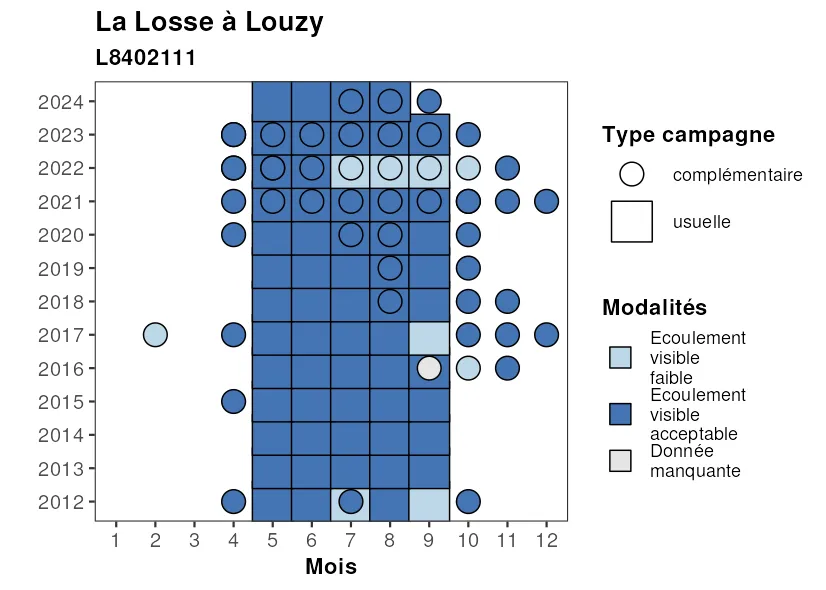 La Losse à Louzy
L8402111
2024
2023
2022
2021
2020
2019
2018
2017
2016
2015
2014
2013
2012
1 2 3 4 5 6 7 8 9 10 11 12
Mois
Type campagne
complémentaire
usuelle
Modalités
Ecoulement
visible
faible
Ecoulement
visible
acceptable
Donnée
manquante